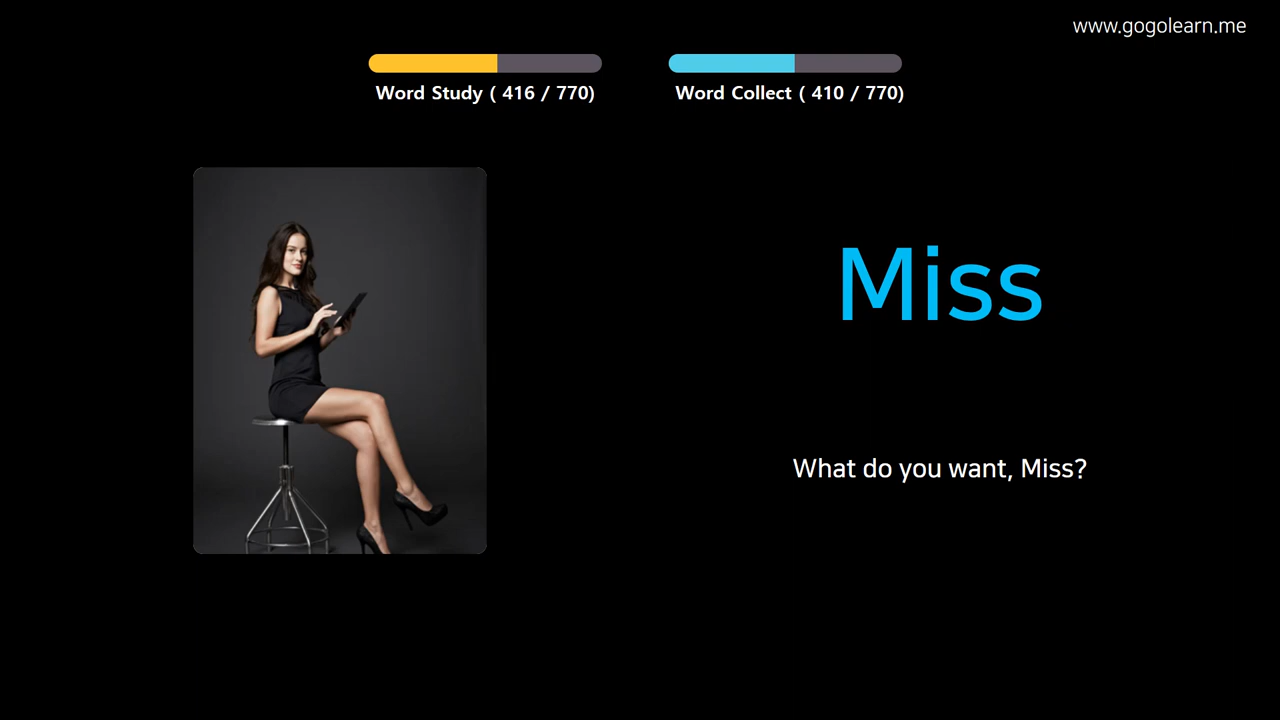 www.gogolearn.me
Word Study ( 416 / 770)
Word Collect ( 410 / 770)
Miss
What do you want, Miss?